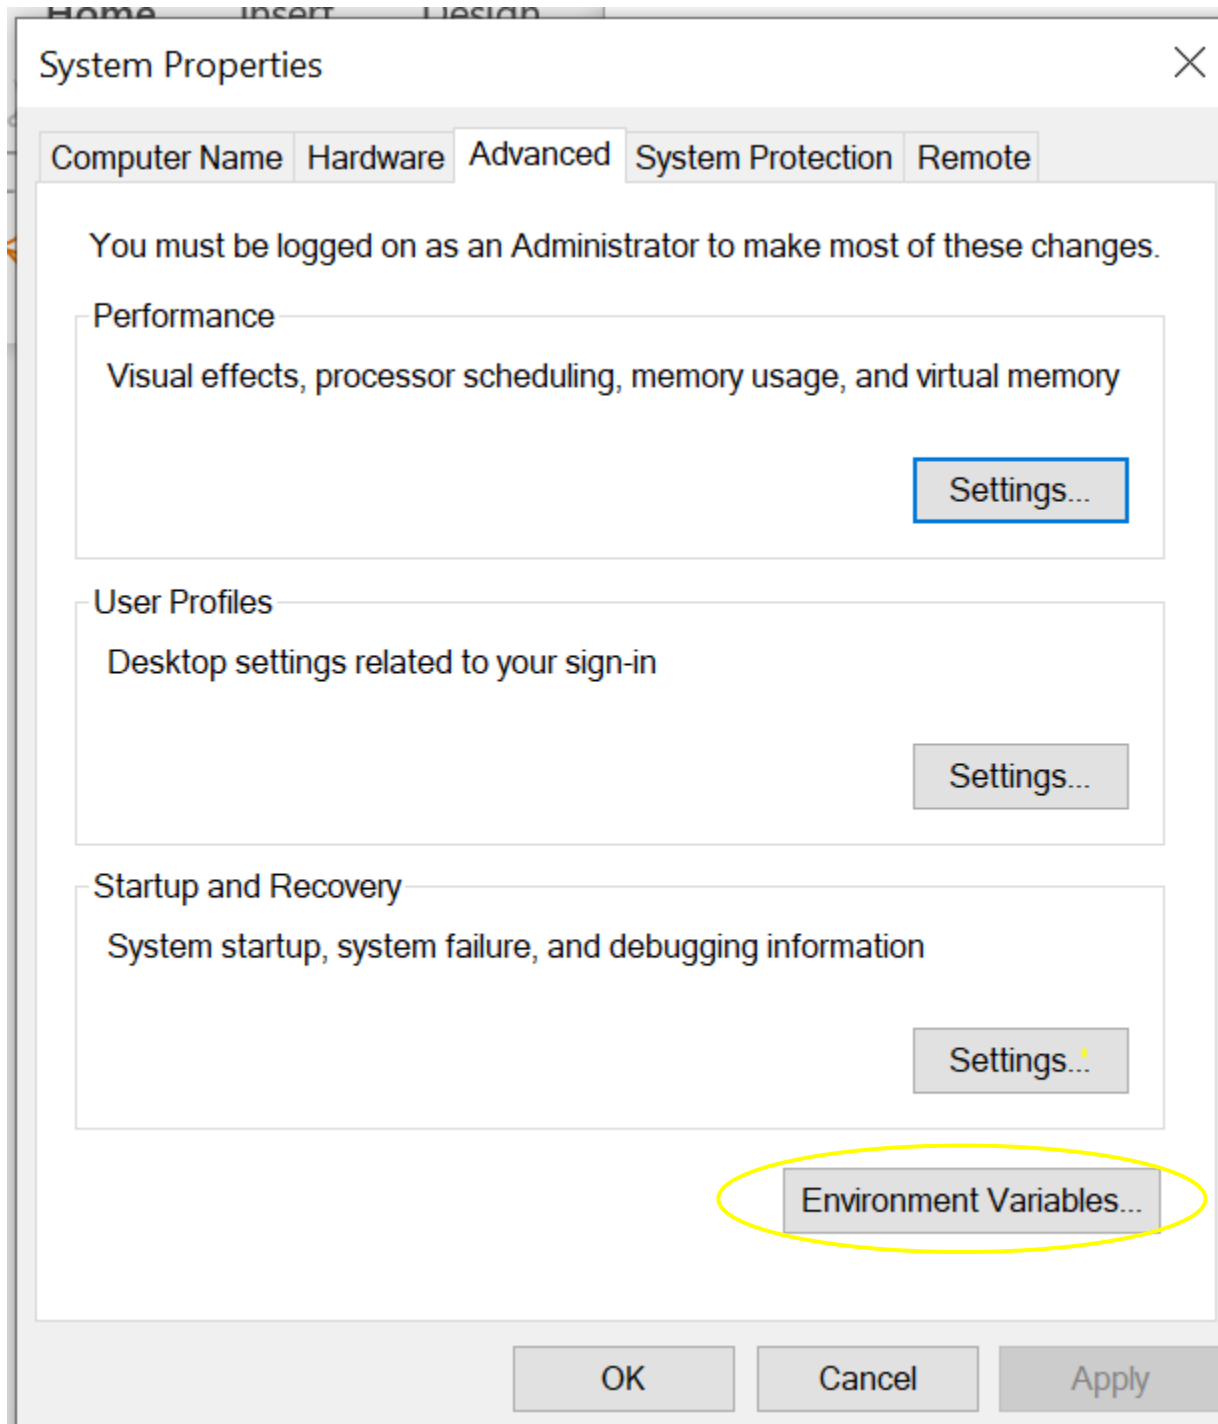 Home Insert Design
System Properties
Computer Name Hardware Advanced System Protection Remote
You must be logged on as an Administrator to make most of these changes.
Performance
Visual effects, processor scheduling, memory usage, and virtual memory
Settings...
User Profiles
Desktop settings related to your sign-in
Settings...
Startup and Recovery
System startup, system failure, and debugging information
Settings...
Environment Variables...
OK Cancel Apply